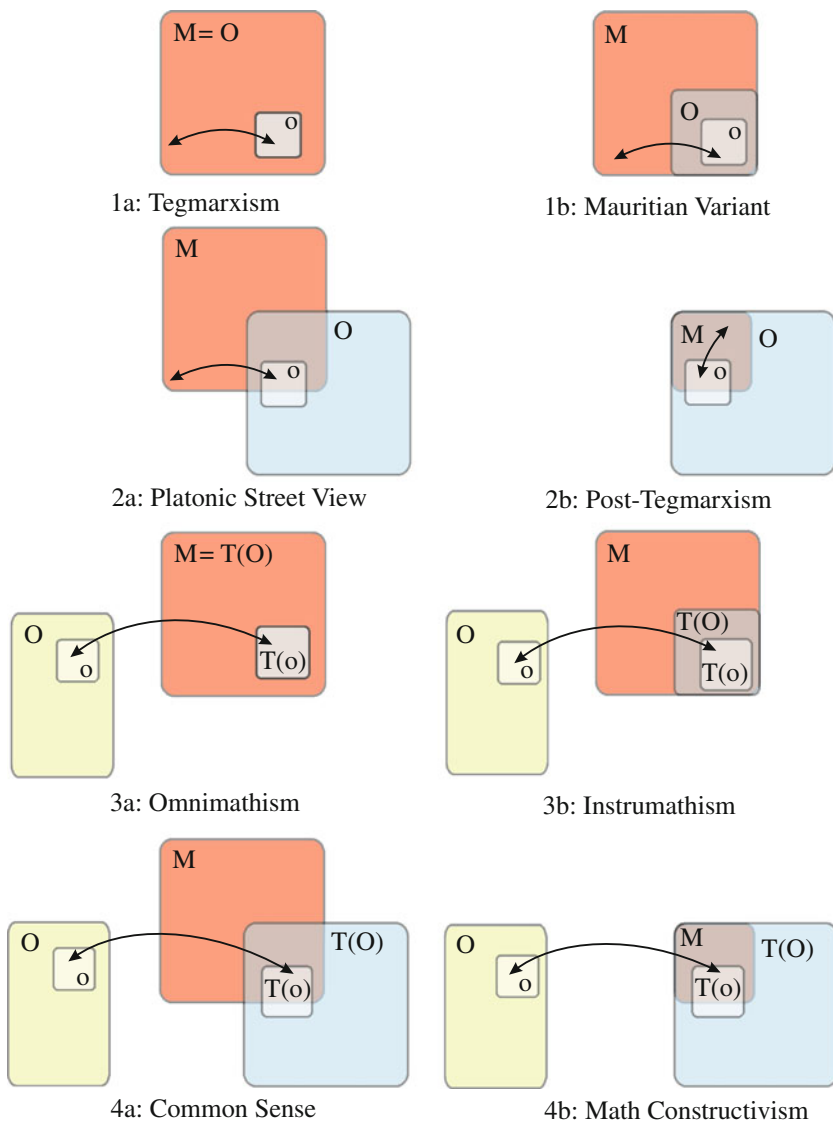 M= O
o
1a: Tegmarxism
M
O
o
1b: Mauritian Variant
M
O
o
2a: Platonic Street View
M
O
o
2b: Post-Tegmarxism
O
o
M= T(O)
T(o)
3a: Omnimathism
O
o
M
T(O)
T(o)
3b: Instrumathism
O
o
M
T(O)
T(o)
4a: Common Sense
O
o
M
T(O)
T(o)
4b: Math Constructivism